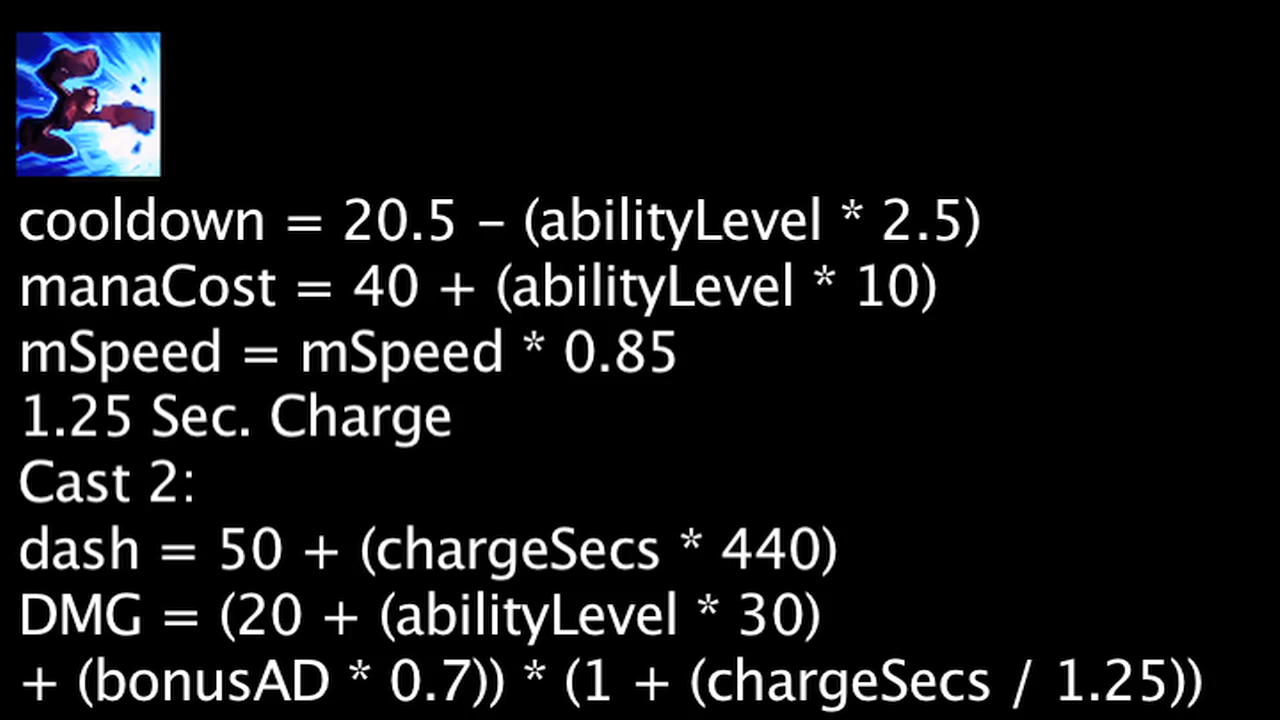 cooldown = 20.5 – (abilityLevel * 2.5)
manaCost = 40 + (abilityLevel * 10)
mSpeed = mSpeed * 0.85
1.25 Sec. Charge
Cast 2:
dash = 50 + (chargeSecs * 440)
DMG = (20 + (abilityLevel * 30)
+ (bonusAD * 0.7)) * (1 + (chargeSecs / 1.25))